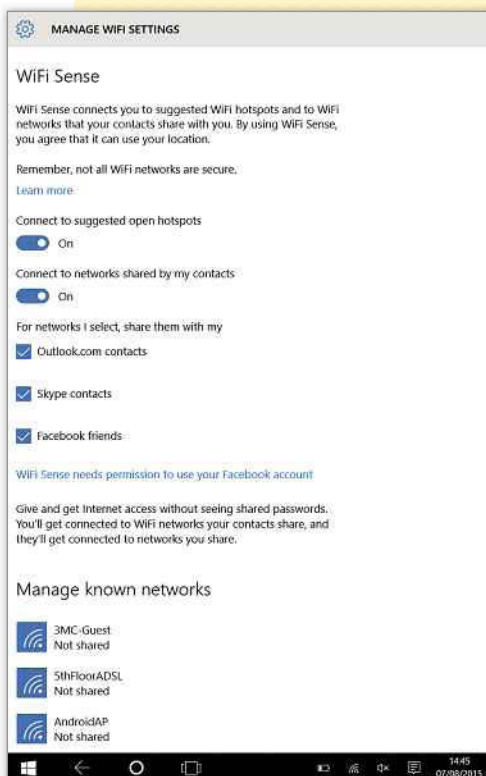 MANAGE WIFI SETTINGS
WiFi Sense
WiFi Sense connects you to suggested WiFi hotspots and to WiFi
networks that your contacts share with you. By using WiFi Sense,
you agree that it can use your location.
Remember, not all WiFi networks are secure.
Learn more
Connect to suggested open hotspots
On
Connect to networks shared by my contacts
On
For networks I select, share them with my
Outlook.com contacts
Skype contacts
Facebook friends
WiFi Sense needs permission to use your Facebook account
Give and get Internet access without seeing shared passwords.
You'll get connected to WiFi networks your contacts share, and
they'll get connected to networks you share.
Manage known networks
3MC-Guest
Not shared
5thFloorADSL
Not shared
AndroidAP
Not shared
14:45
07/08/2015